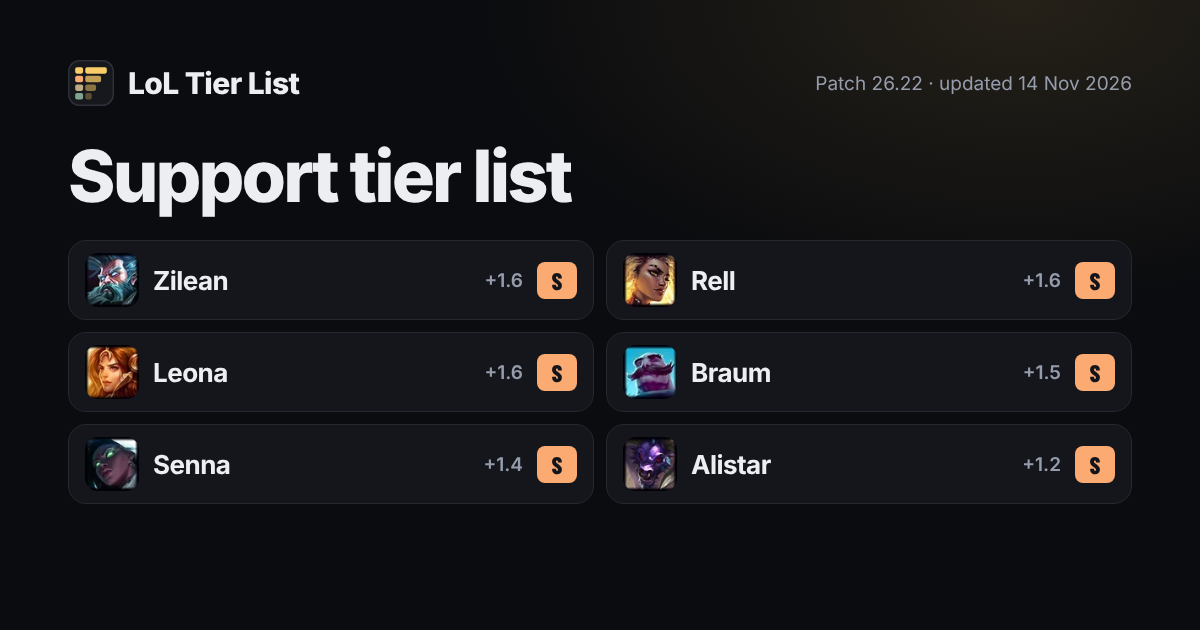 LoL Tier List
Patch 26.22 · updated 14 Nov 2026
Support tier list
Zilean +1.6 S
Rell +1.6 S
Leona +1.6 S
Braum +1.5 S
Senna +1.4 S
Alistar +1.2 S